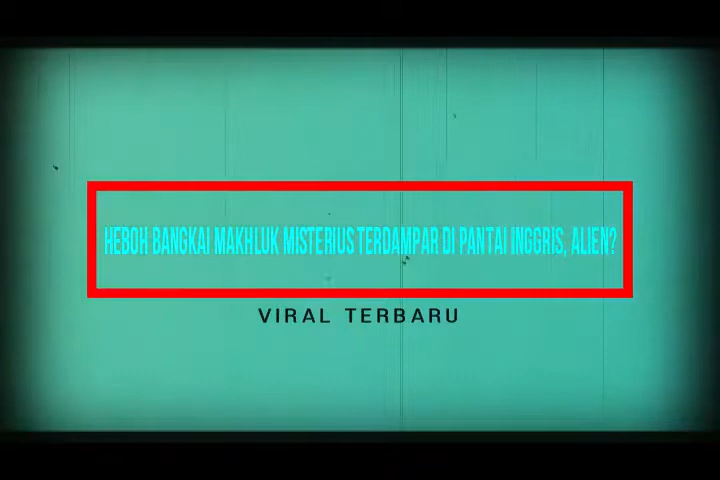 HEBOH BANGKAI MAKHLUK MISTERIUS TERDAMPAR DI PANTAI INGGRIS, ALIEN?
VIRAL TERBARU